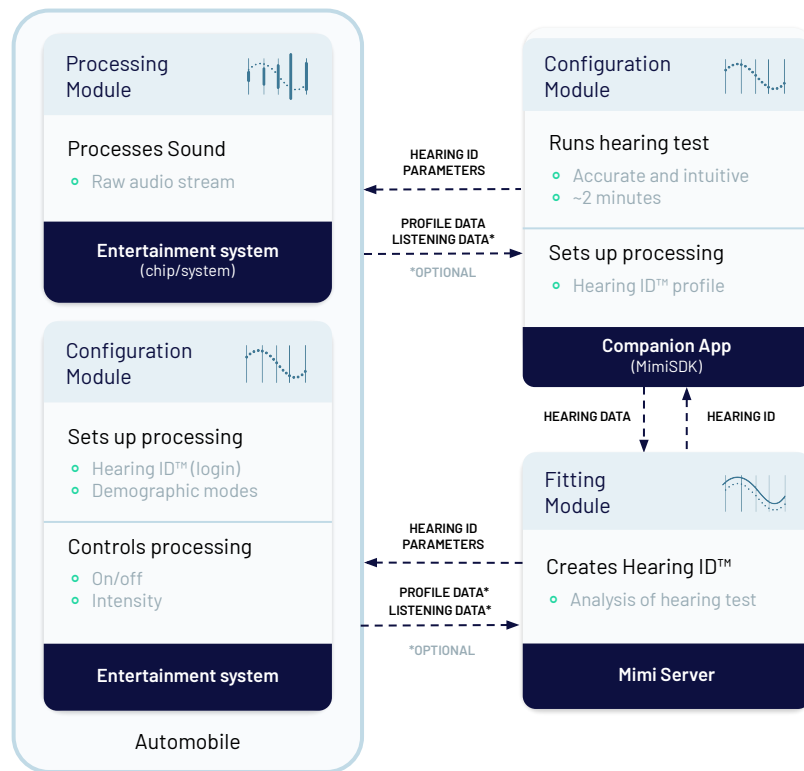 Processing
Module
Processes Sound
Raw audio stream
Entertainment system
(chip/system)
Configuration
Module
Sets up processing
Hearing ID™ (login)
Demographic modes
Controls processing
On/off
Intensity
Entertainment system
Automobile
HEARING ID
PARAMETERS
PROFILE DATA
LISTENING DATA*
*OPTIONAL
HEARING ID
PARAMETERS
PROFILE DATA*
LISTENING DATA*
*OPTIONAL
Configuration
Module
Runs hearing test
Accurate and intuitive
~2 minutes
Sets up processing
Hearing ID™ profile
Companion App
(MimiSDK)
HEARING DATA
HEARING ID
Fitting
Module
Creates Hearing ID™
Analysis of hearing test
Mimi Server